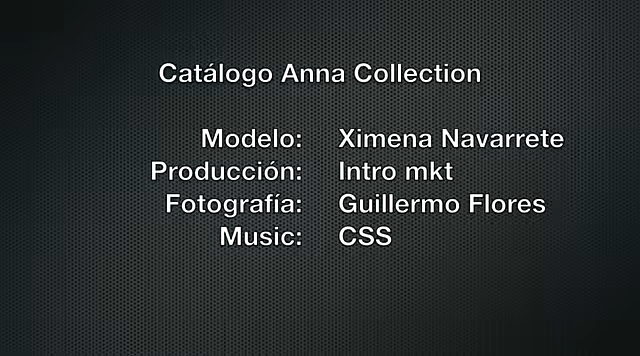 Catálogo Anna Collection
Modelo: Ximena Navarrete
Producción: Intro mkt
Fotografía: Guillermo Flores
Music: CSS